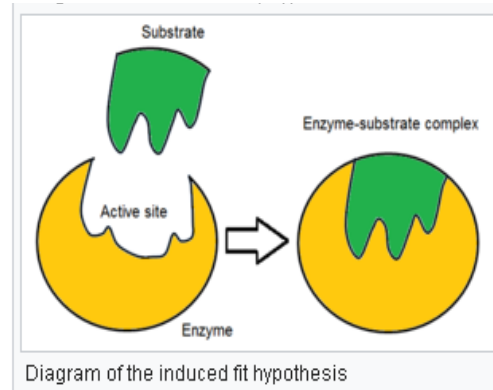 Substrate
Enzyme-substrate complex
Active site
Enzyme
Diagram of the induced fit hypothesis